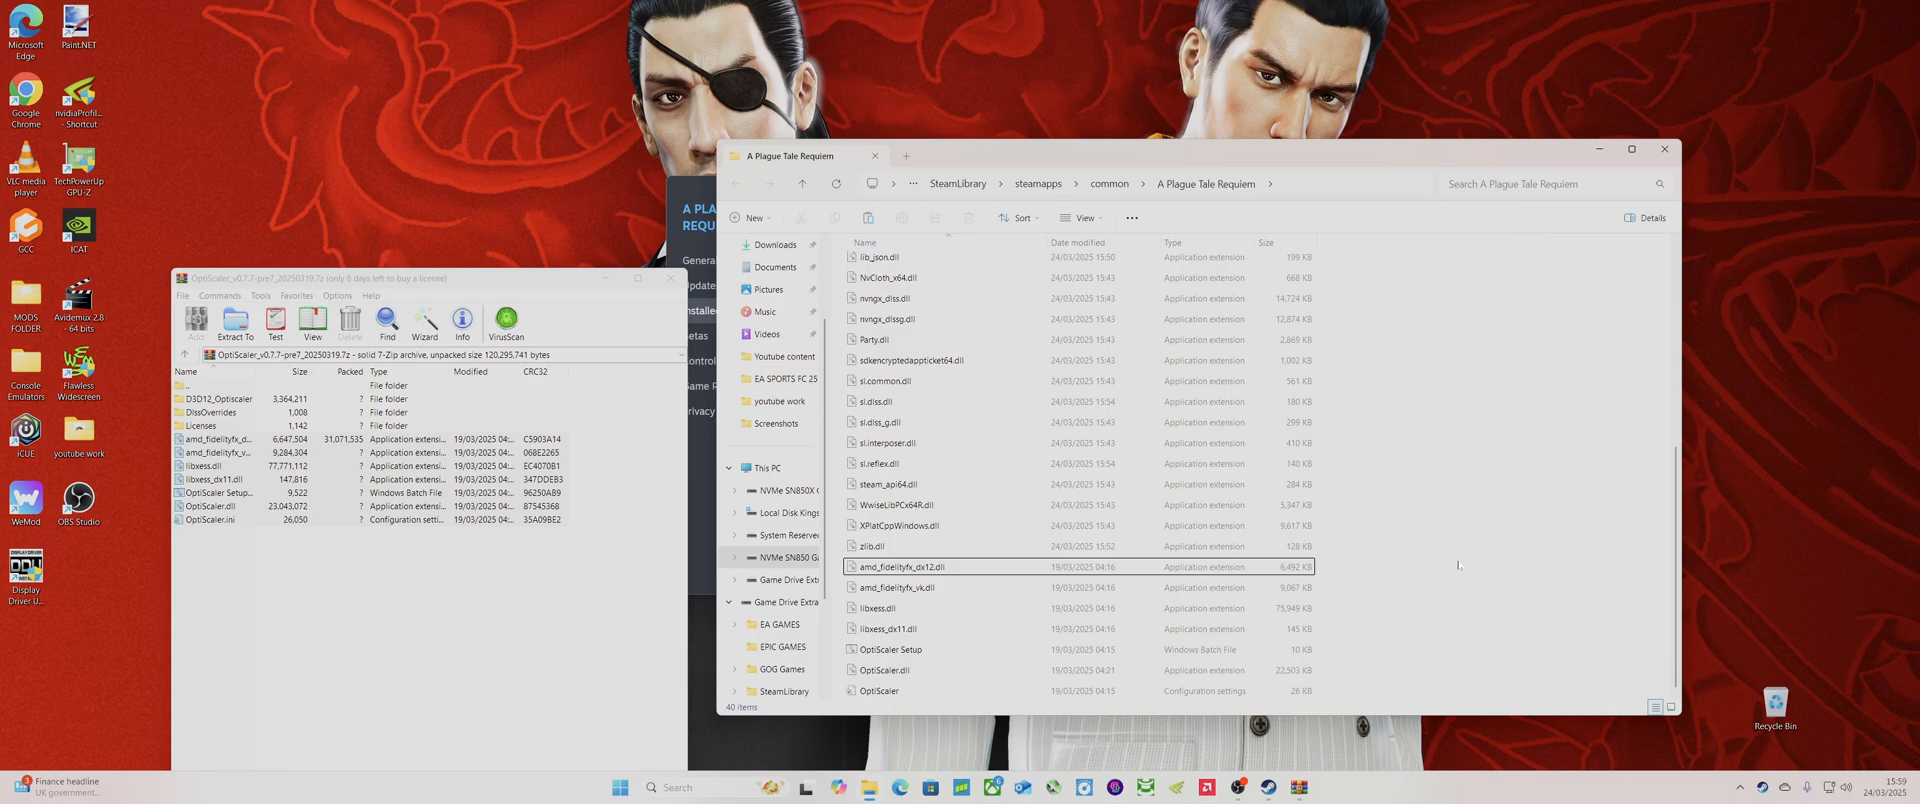 Microsoft Edge
Paint.NET
Google Chrome
nvidiaProfil... - Shortcut
VLC media player
TechPowerUp GPU-Z
GCC
ICAT
MODS FOLDER
Avidemux 2.8 - 64 bits
Console Emulators
Flawless Widescreen
iCUE
youtube work
WeMod
OBS Studio
DISPLAY DRIVER
DDU
Display Driver U...
Recycle Bin
A PLA
REQU
General
Updates
Installed
Betas
Control
Game R
Privacy
OptiScaler_v0.7.7-pre7_20250319.7z (only 8 days left to buy a license)
File Commands Tools Favorites Options Help
Add Extract To Test View Delete Find Wizard Info VirusScan
OptiScaler_v0.7.7-pre7_20250319.7z - solid 7-Zip archive, unpacked size 120,295,741 bytes
Name Size Packed Type Modified CRC32
.. File folder
D3D12_Optiscaler 3,364,211 ? File folder
DlssOverrides 1,008 ? File folder
Licenses 1,142 ? File folder
amd_fidelityfx_d... 6,647,504 31,071,535 Application extensi... 19/03/2025 04:... C5903A14
amd_fidelityfx_v... 9,284,304 ? Application extensi... 19/03/2025 04:... 068E2265
libxess.dll 77,771,112 ? Application extensi... 19/03/2025 04:... EC4070B1
libxess_dx11.dll 147,816 ? Application extensi... 19/03/2025 04:... 347DDEB3
OptiScaler Setup... 9,522 ? Windows Batch File 19/03/2025 04:... 96250AB9
OptiScaler.dll 23,043,072 ? Application extensi... 19/03/2025 04:... 87545368
OptiScaler.ini 26,050 ? Configuration setti... 19/03/2025 04:... 35A09BE2
A Plague Tale Requiem
SteamLibrary > steamapps > common > A Plague Tale Requiem >
Search A Plague Tale Requiem
New Sort View ... Details
Downloads
Documents
Pictures
Music
Videos
Youtube content
EA SPORTS FC 25
youtube work
Screenshots
This PC
NVMe SN850X
Local Disk Kings
System Reserve
NVMe SN850 Ga
Game Drive Extr
Game Drive Extra
EA GAMES
EPIC GAMES
GOG Games
SteamLibrary
Name Date modified Type Size
lib_json.dll 24/03/2025 15:50 Application extension 199 KB
NvCloth_x64.dll 24/03/2025 15:43 Application extension 668 KB
nvngx_dlss.dll 24/03/2025 15:43 Application extension 14,724 KB
nvngx_dlssg.dll 24/03/2025 15:43 Application extension 12,874 KB
Party.dll 24/03/2025 15:43 Application extension 2,869 KB
sdkencryptedappticket64.dll 24/03/2025 15:43 Application extension 1,002 KB
sl.common.dll 24/03/2025 15:43 Application extension 561 KB
sl.dlss.dll 24/03/2025 15:54 Application extension 180 KB
sl.dlss_g.dll 24/03/2025 15:43 Application extension 299 KB
sl.interposer.dll 24/03/2025 15:43 Application extension 410 KB
sl.reflex.dll 24/03/2025 15:54 Application extension 140 KB
steam_api64.dll 24/03/2025 15:43 Application extension 284 KB
WwiseLibPCx64R.dll 24/03/2025 15:43 Application extension 5,347 KB
XPlatCppWindows.dll 24/03/2025 15:43 Application extension 9,617 KB
zlib.dll 24/03/2025 15:52 Application extension 128 KB
amd_fidelityfx_dx12.dll 19/03/2025 04:16 Application extension 6,492 KB
amd_fidelityfx_vk.dll 19/03/2025 04:16 Application extension 9,067 KB
libxess.dll 19/03/2025 04:16 Application extension 75,949 KB
libxess_dx11.dll 19/03/2025 04:16 Application extension 145 KB
OptiScaler Setup 19/03/2025 04:15 Windows Batch File 10 KB
OptiScaler.dll 19/03/2025 04:21 Application extension 22,503 KB
OptiScaler 19/03/2025 04:15 Configuration settings 26 KB
40 items
3
Finance headline
UK government...
Search
6
15:59
24/03/2025